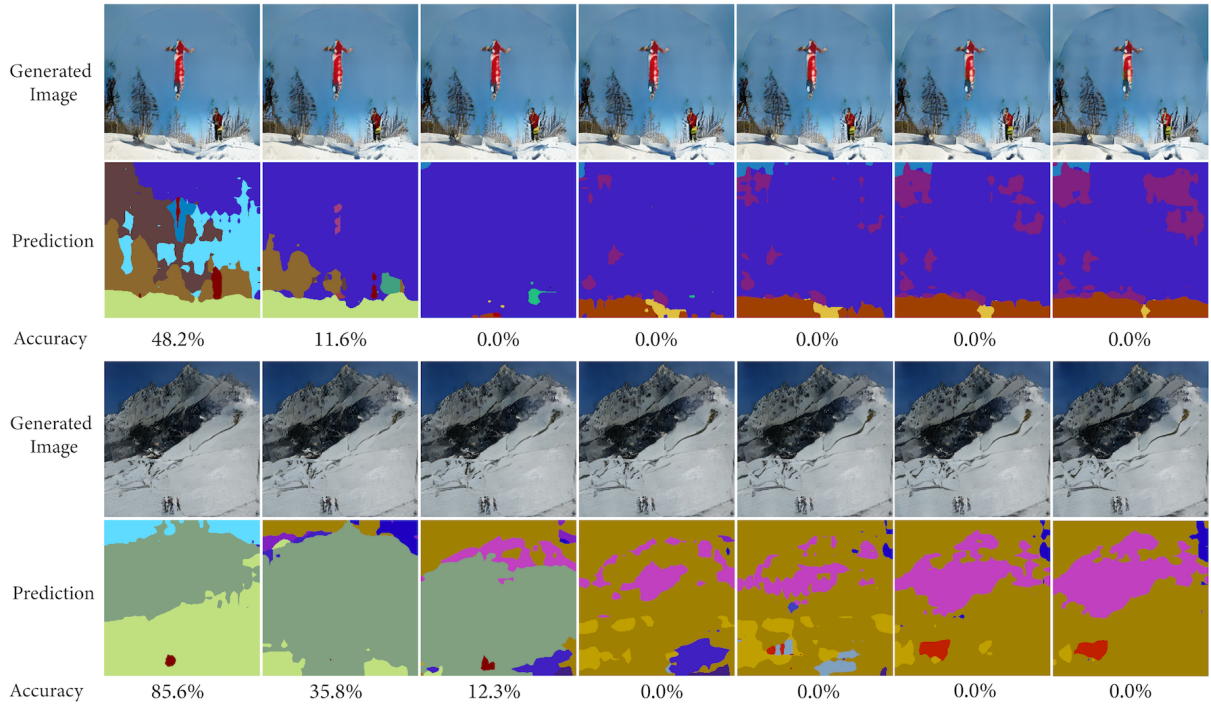 Generated
Image
Prediction
Accuracy 48.2% 11.6% 0.0% 0.0% 0.0% 0.0% 0.0%
Generated
Image
Prediction
Accuracy 85.6% 35.8% 12.3% 0.0% 0.0% 0.0% 0.0%